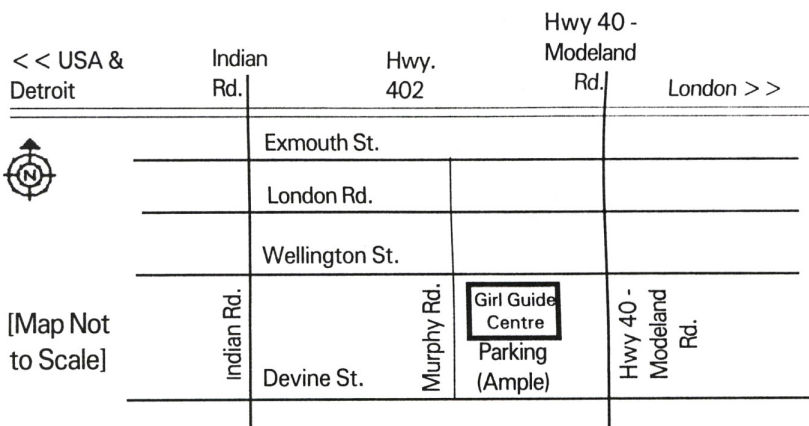 Hwy 40 -
Modeland
Rd.
<< USA &
Detroit
Indian
Rd.
Hwy.
402
London >>
Exmouth St.
N
London Rd.
Wellington St.
[Map Not
to Scale]
Indian Rd.
Devine St.
Murphy Rd.
Girl Guide
Centre
Parking
(Ample)
Hwy 40 -
Modeland
Rd.